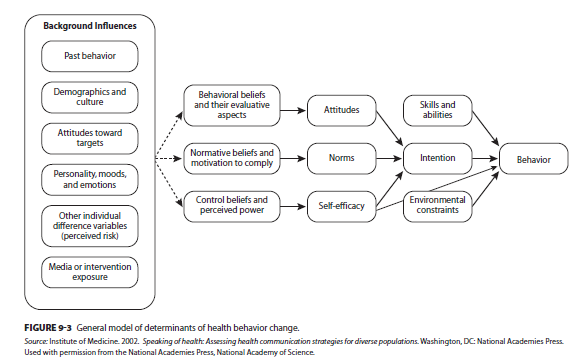 Background Influences
Past behavior
Demographics and
culture
Attitudes toward
targets
Personality, moods,
and emotions
Other individual
difference variables
(perceived risk)
Media or intervention
exposure
Behavioral beliefs
and their evaluative
aspects
Normative beliefs and
motivation to comply
Control beliefs and
perceived power
Attitudes
Norms
Self-efficacy
Skills and
abilities
Intention
Environmental
constraints
Behavior
FIGURE 9-3 General model of determinants of health behavior change.
Source: Institute of Medicine. 2002. Speaking of health: Assessing health communication strategies for diverse populations. Washington, DC: National Academies Press.
Used with permission from the National Academies Press, National Academy of Science.